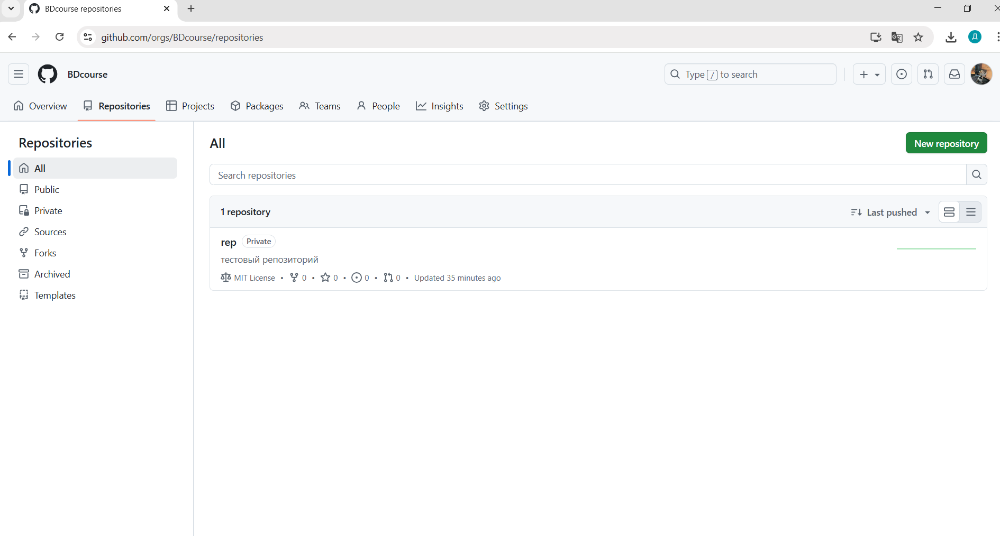 BDcourse repositories
github.com/orgs/BDcourse/repositories
Д
BDcourse
Type / to search
Overview
Repositories
Projects
Packages
Teams
People
Insights
Settings
Repositories
All
Public
Private
Sources
Forks
Archived
Templates
All
New repository
Search repositories
1 repository
Last pushed
rep Private
тестовый репозиторий
MIT License • 0 • 0 • 0 • 0 • Updated 35 minutes ago